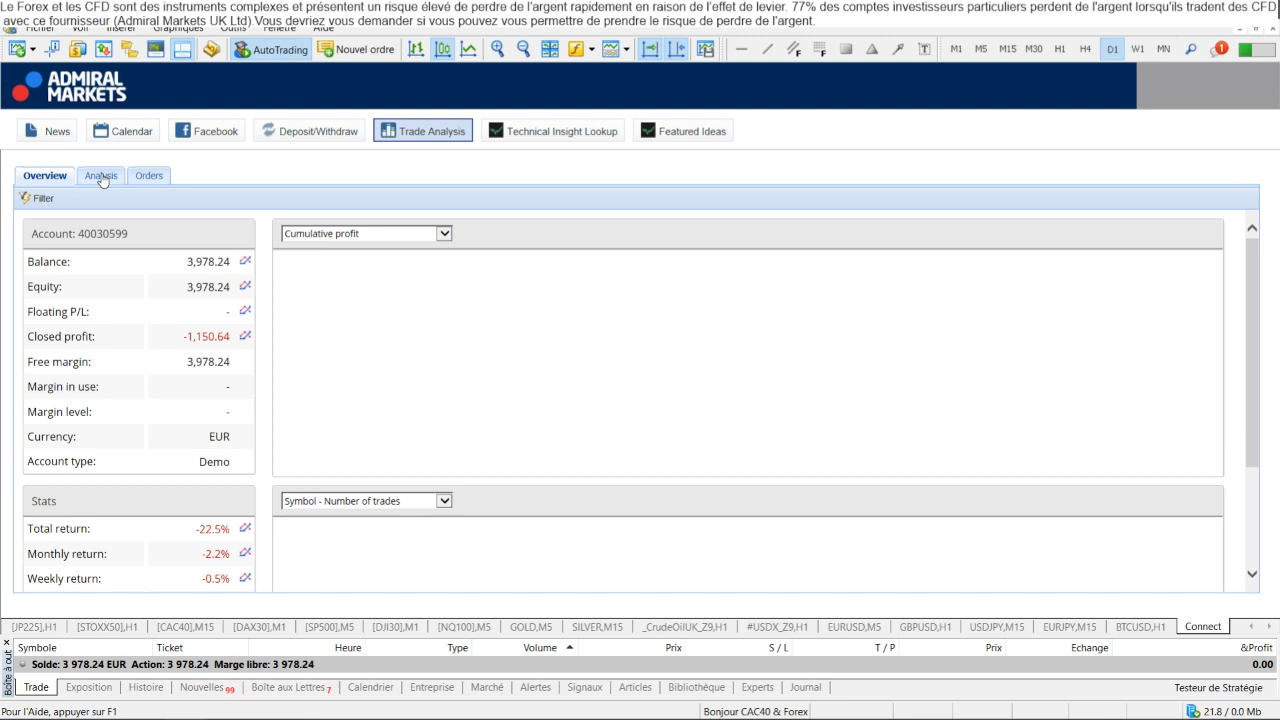 Le Forex et les CFD sont des instruments complexes et présentent un risque élevé de perdre de l'argent rapidement en raison de l'effet de levier. 77% des comptes investisseurs particuliers perdent de l'argent lorsqu'ils tradent des CFD
avec ce fournisseur (Admiral Markets UK Ltd).Vous devriez vous demander si vous pouvez vous permettre de prendre le risque de perdre de l'argent.
Fichier Voir Insérer Graphiques Outils Fenêtre Aide
AutoTrading Nouvel ordre M1 M5 M15 M30 H1 H4 D1 W1 MN 1
ADMIRAL
MARKETS
News Calendar Facebook Deposit/Withdraw Trade Analysis Technical Insight Lookup Featured Ideas
Overview Analysis Orders
Filter
Account: 40030599
Balance: 3,978.24
Equity: 3,978.24
Floating P/L: -
Closed profit: -1,150.64
Free margin: 3,978.24
Margin in use: -
Margin level: -
Currency: EUR
Account type: Demo
Cumulative profit
Stats
Total return: -22.5%
Monthly return: -2.2%
Weekly return: -0.5%
Symbol - Number of trades
[JP225],H1 [STOXX50],H1 [CAC40],M15 [DAX30],M1 [SP500],M5 [DJI30],M1 [NQ100],M5 GOLD,M5 SILVER,M15 _CrudeOilUK_Z9,H1 #USDX_Z9,H1 EURUSD,M5 GBPUSD,H1 USDJPY,M15 EURJPY,M15 BTCUSD,H1 Connect
Symbole Ticket Heure Type Volume Prix S / L T / P Prix Echange &Profit
Solde: 3 978.24 EUR Action: 3 978.24 Marge libre: 3 978.24 0.00
Boîte à out
Trade Exposition Histoire Nouvelles 99 Boîte aux Lettres 7 Calendrier Entreprise Marché Alertes Signaux Articles Bibliothèque Experts Journal Testeur de Stratégie
Pour l'Aide, appuyer sur F1 Bonjour CAC40 & Forex 21.8 / 0.0 Mb